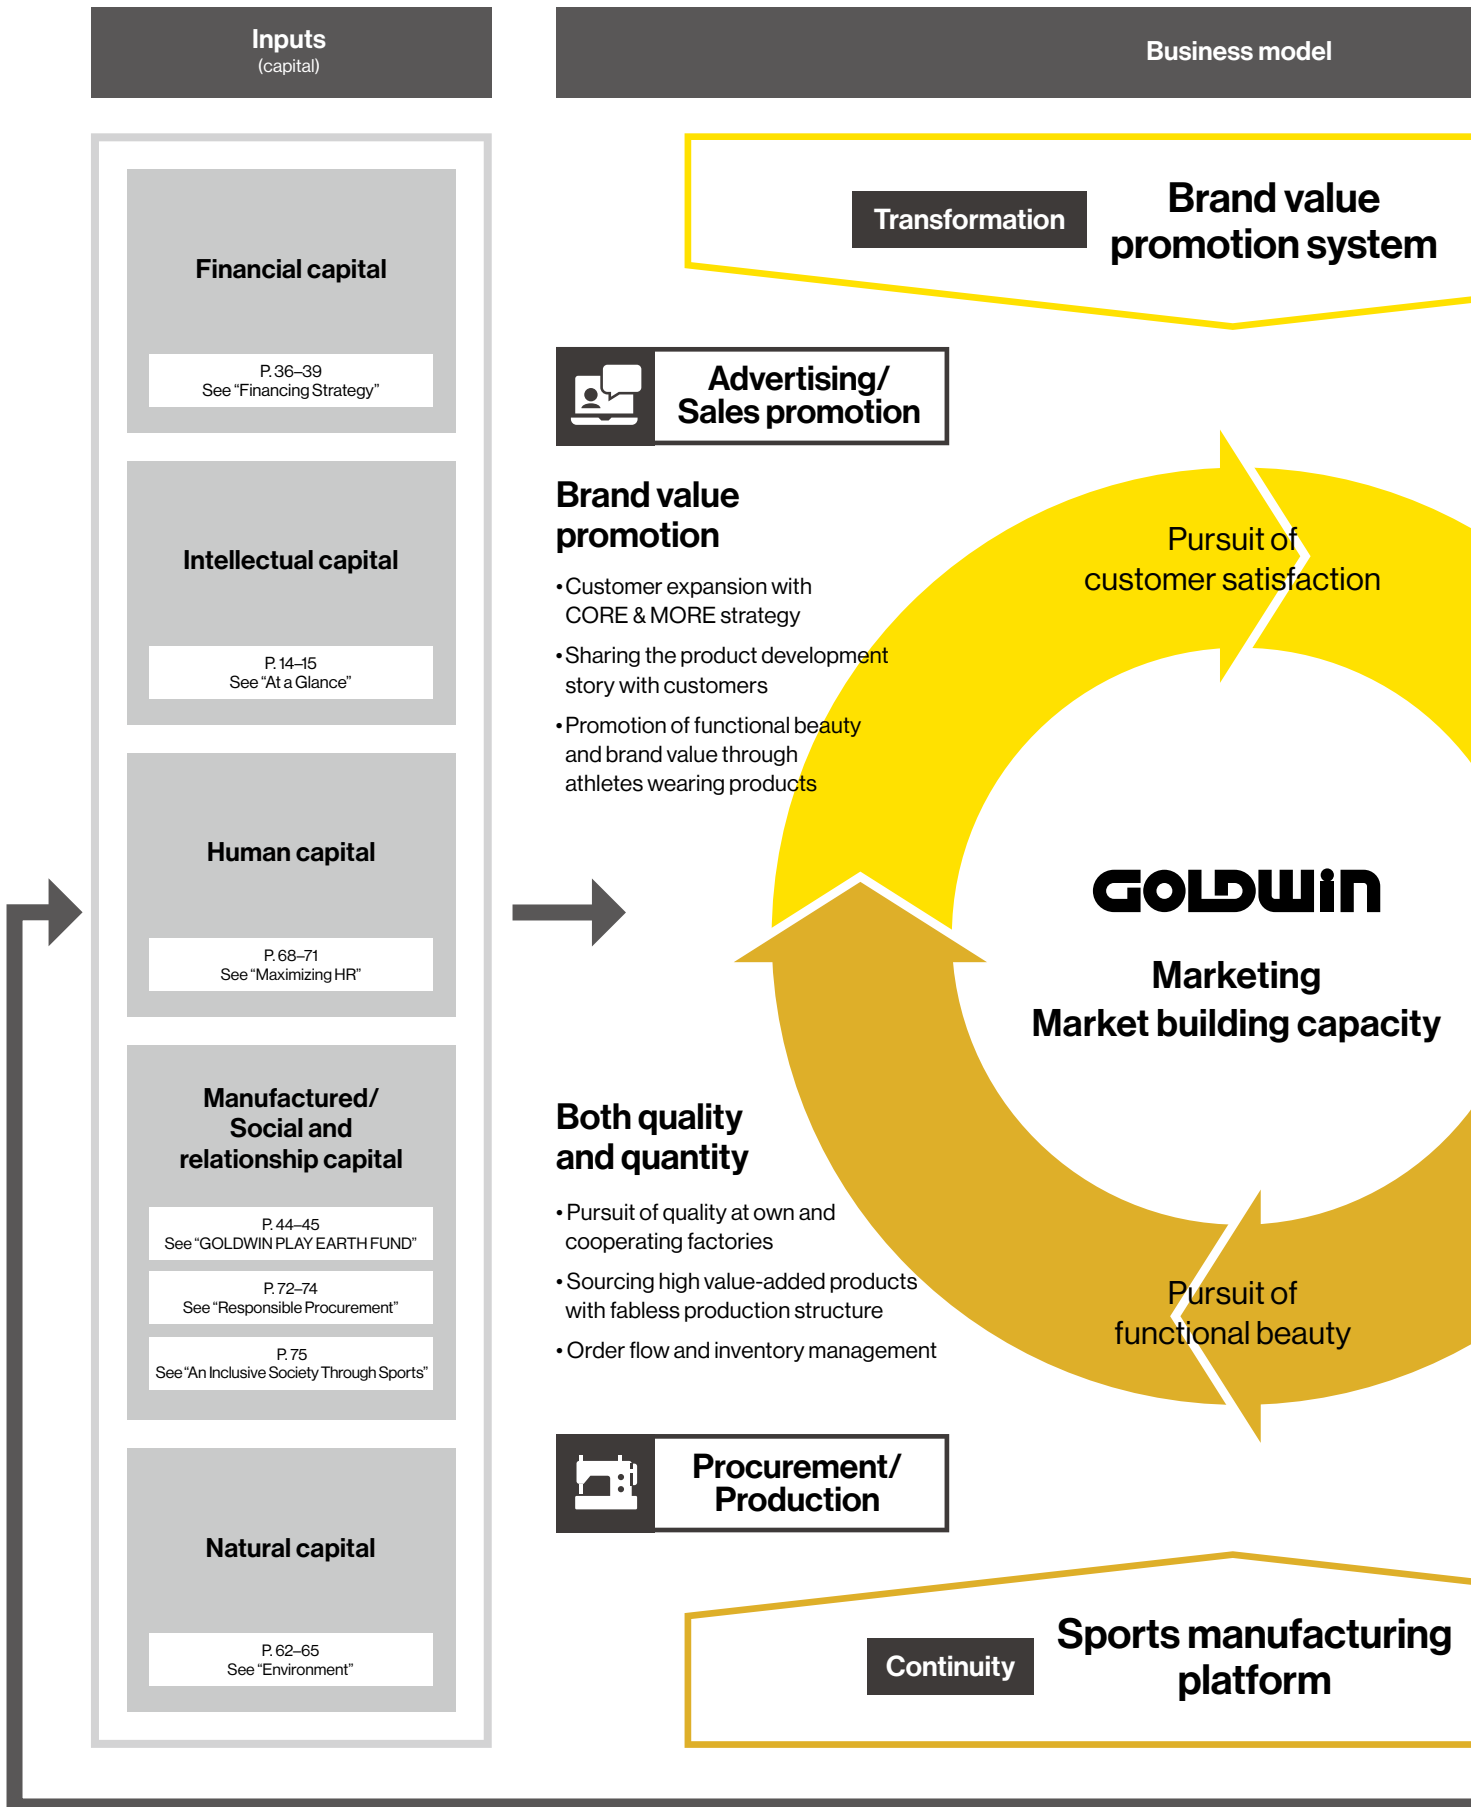 Inputs
(capital)
Business model
Financial capital
P. 36–39
See “Financing Strategy”
Intellectual capital
P. 14–15
See “At a Glance”
Human capital
P. 68–71
See “Maximizing HR”
Manufactured/
Social and
relationship capital
P. 44–45
See “GOLDWIN PLAY EARTH FUND”
P. 72–74
See “Responsible Procurement”
P. 75
See “An Inclusive Society Through Sports”
Natural capital
P. 62–65
See “Environment”
Transformation
Brand value
promotion system
Advertising/
Sales promotion
Brand value
promotion
• Customer expansion with
CORE & MORE strategy
• Sharing the product development
story with customers
• Promotion of functional beauty
and brand value through
athletes wearing products
Pursuit of
customer satisfaction
GOLDWIN
Marketing
Market building capacity
Both quality
and quantity
• Pursuit of quality at own and
cooperating factories
• Sourcing high value-added products
with fabless production structure
• Order flow and inventory management
Pursuit of
functional beauty
Procurement/
Production
Continuity
Sports manufacturing
platform